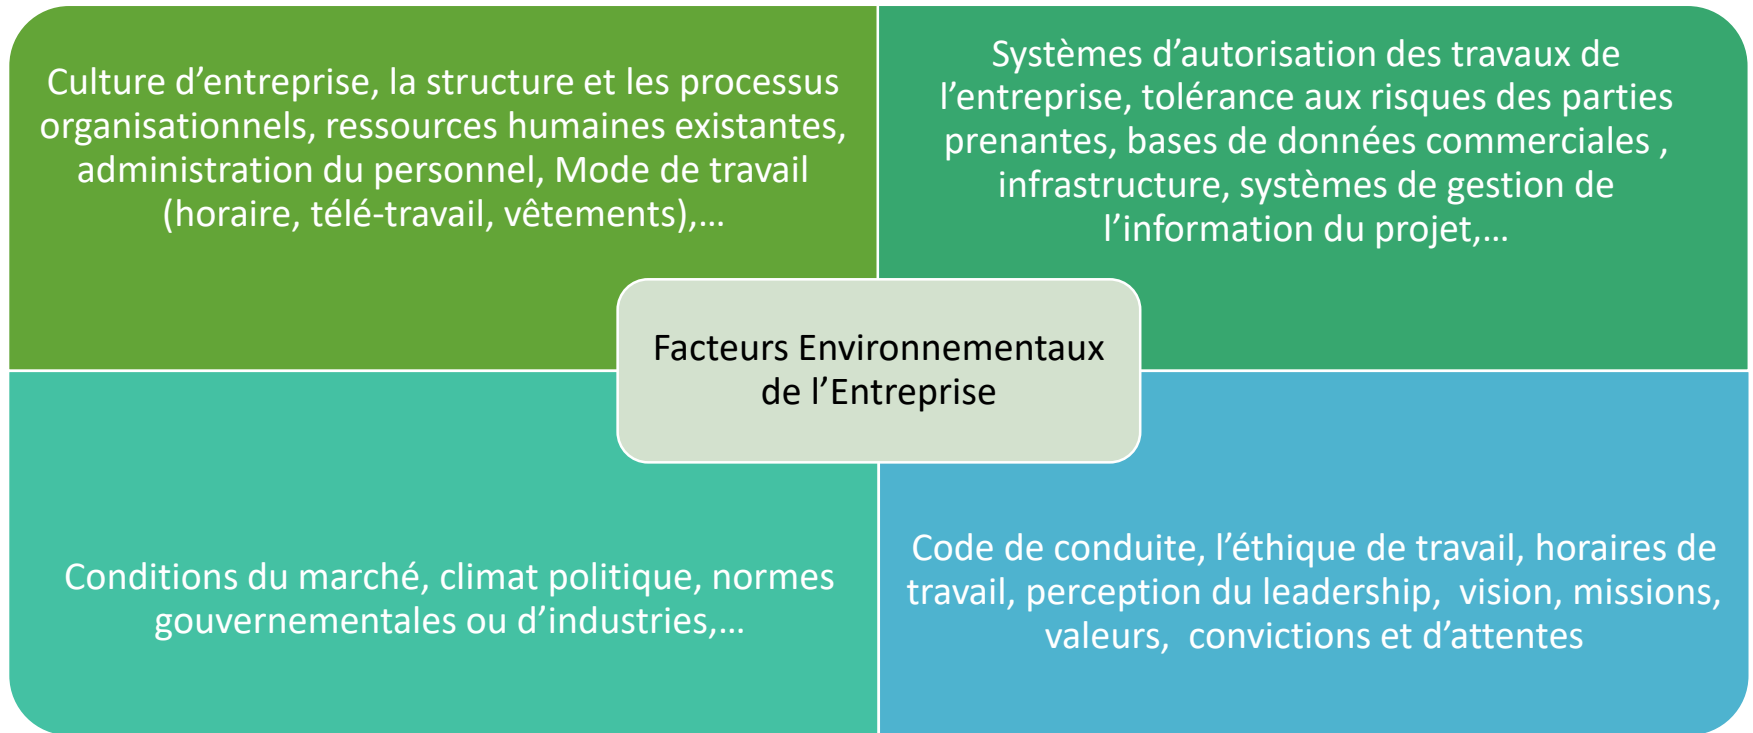 Culture d’entreprise, la structure et les processus
organisationnels, ressources humaines existantes,
administration du personnel, Mode de travail
(horaire, télé-travail, vêtements),…
Systèmes d’autorisation des travaux de
l’entreprise, tolérance aux risques des parties
prenantes, bases de données commerciales ,
infrastructure, systèmes de gestion de
l’information du projet,…
Facteurs Environnementaux
de l’Entreprise
Conditions du marché, climat politique, normes
gouvernementales ou d’industries,…
Code de conduite, l’éthique de travail, horaires de
travail, perception du leadership,  vision, missions,
valeurs,  convictions et d’attentes